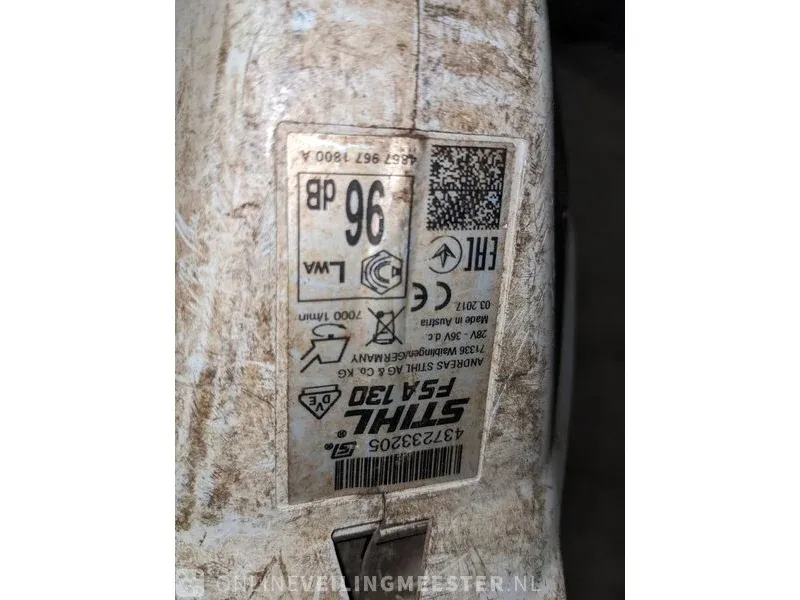 437233205
STIHL®
FSA 130
V
D E
ANDREAS STIHL AG & Co. KG
71336 Waiblingen/GERMANY
28V - 36V d.c.
Made in Austria
03.2017
7000 1/min
CE
EAC
LWA
96
dB
4857 967 1800 A
ONLINEVEILINGMEESTER.NL